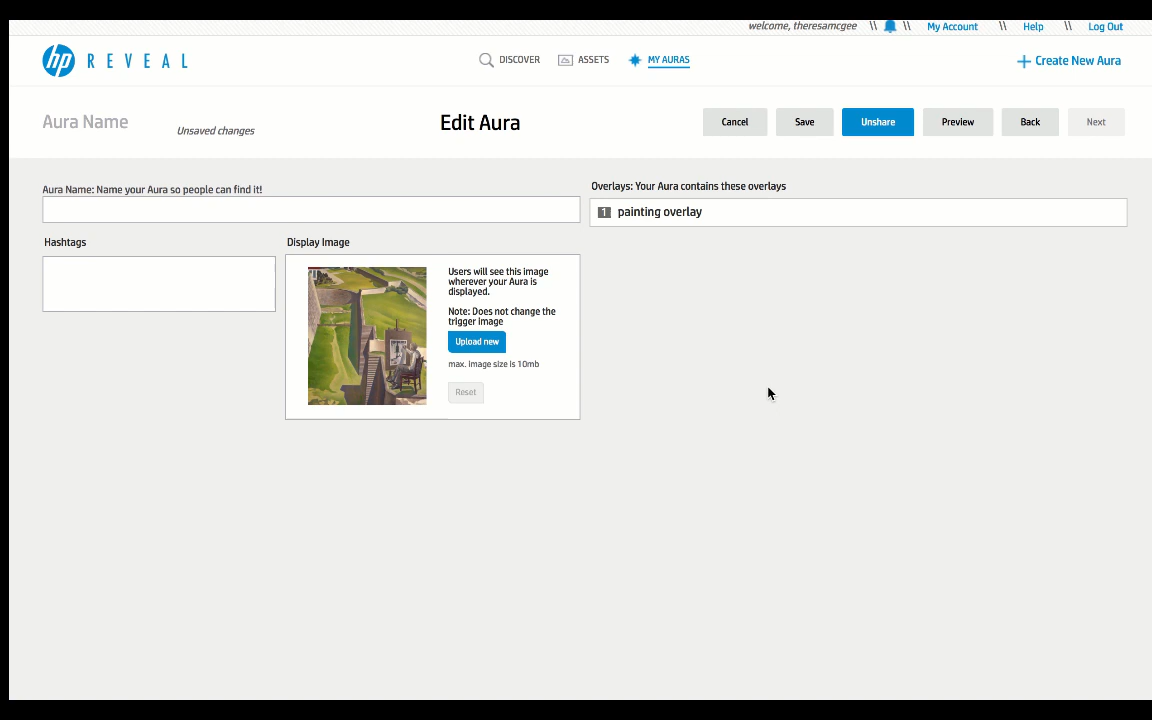 welcome, theresamcgee \\ \\ My Account \\ Help \\ Log Out
hp REVEAL
DISCOVER ASSETS MY AURAS
Create New Aura
Aura Name
Unsaved changes
Edit Aura
Cancel Save Unshare Preview Back Next
Aura Name: Name your Aura so people can find it!
Overlays: Your Aura contains these overlays
1 painting overlay
Hashtags
Display Image
Users will see this image
wherever your Aura is
displayed.
Note: Does not change the
trigger image
Upload new
max. image size is 10mb
Reset